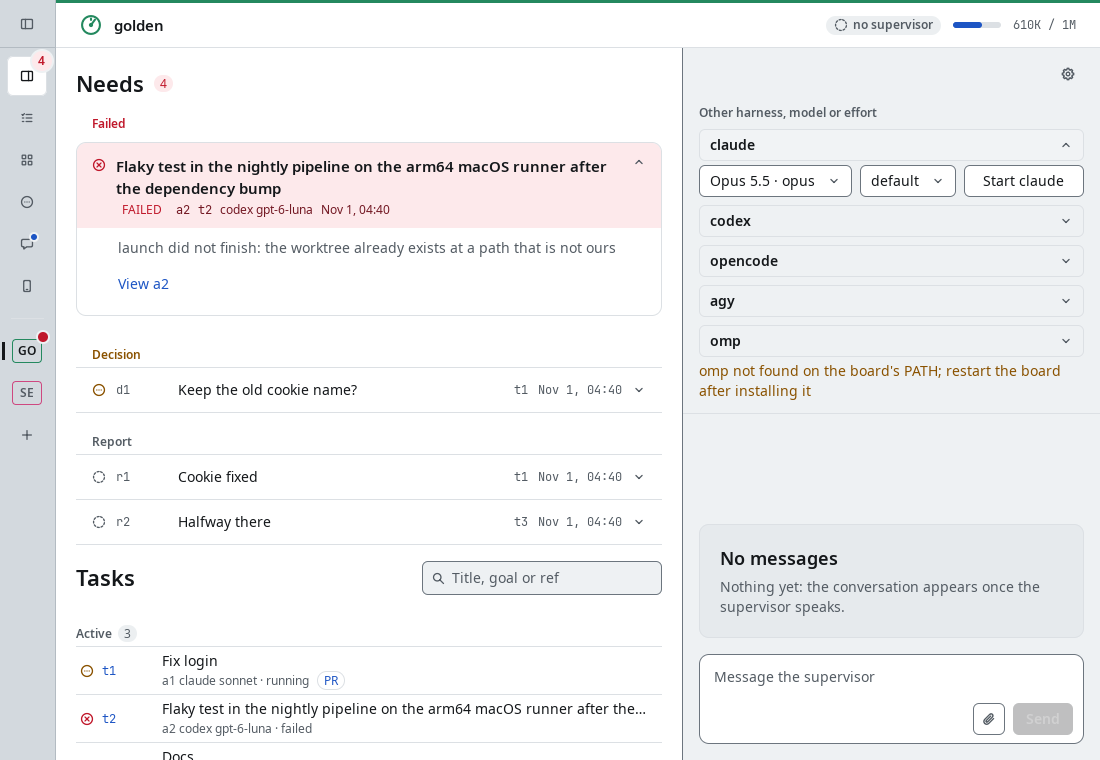 golden
no supervisor
610K / 1M
4
GO
SE
Needs 4
Failed
Flaky test in the nightly pipeline on the arm64 macOS runner after
the dependency bump
FAILED a2 t2 codex gpt-6-luna Nov 1, 04:40
launch did not finish: the worktree already exists at a path that is not ours
View a2
Decision
d1 Keep the old cookie name? t1 Nov 1, 04:40
Report
r1 Cookie fixed t1 Nov 1, 04:40
r2 Halfway there t3 Nov 1, 04:40
Tasks
Title, goal or ref
Active 3
t1 Fix login
a1 claude sonnet · running PR
t2 Flaky test in the nightly pipeline on the arm64 macOS runner after the…
a2 codex gpt-6-luna · failed
Docs
Other harness, model or effort
claude
Opus 5.5 · opus default Start claude
codex
opencode
agy
omp
omp not found on the board's PATH; restart the board
after installing it
No messages
Nothing yet: the conversation appears once the
supervisor speaks.
Message the supervisor
Send